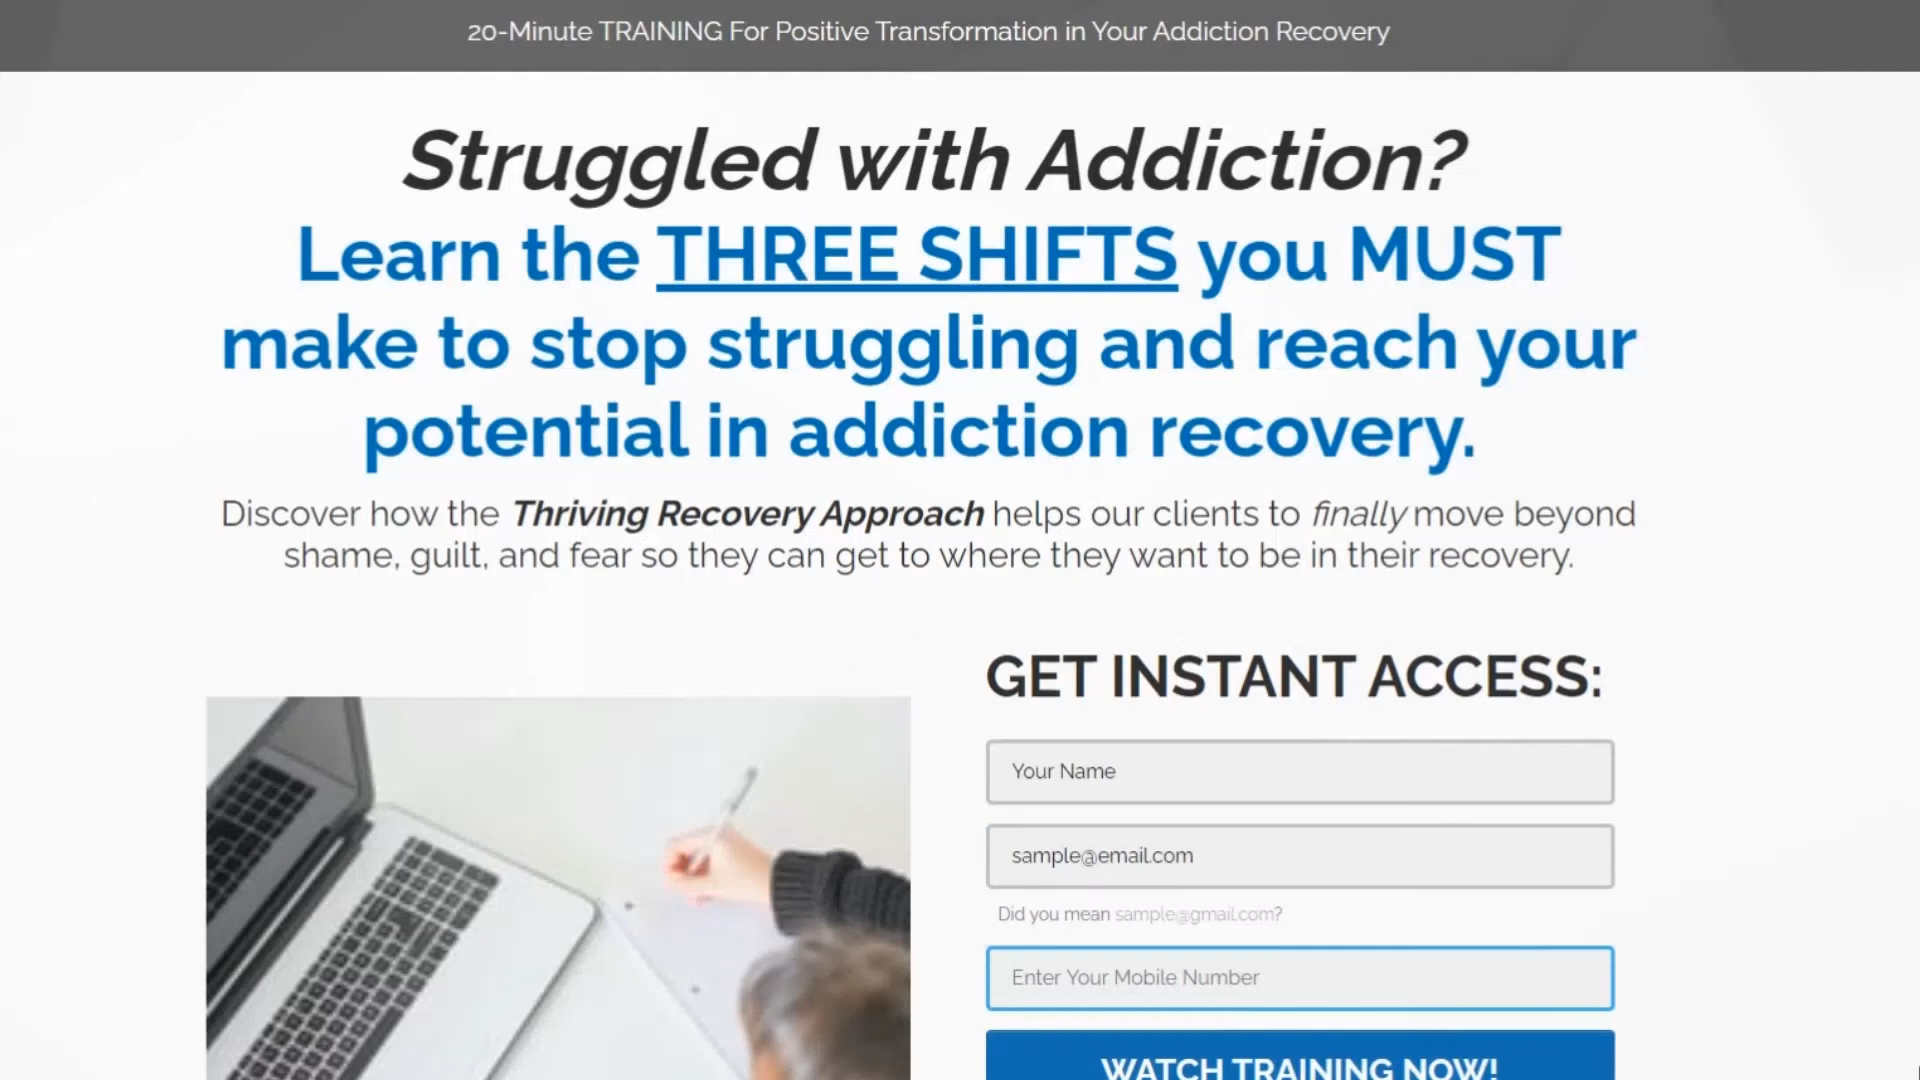 20-Minute TRAINING For Positive Transformation in Your Addiction Recovery
Struggled with Addiction?
Learn the THREE SHIFTS you MUST
make to stop struggling and reach your
potential in addiction recovery.
Discover how the Thriving Recovery Approach helps our clients to finally move beyond
shame, guilt, and fear so they can get to where they want to be in their recovery.
GET INSTANT ACCESS:
Your Name
sample@email.com
Did you mean sample@gmail.com?
Enter Your Mobile Number
WATCH TRAINING NOW!